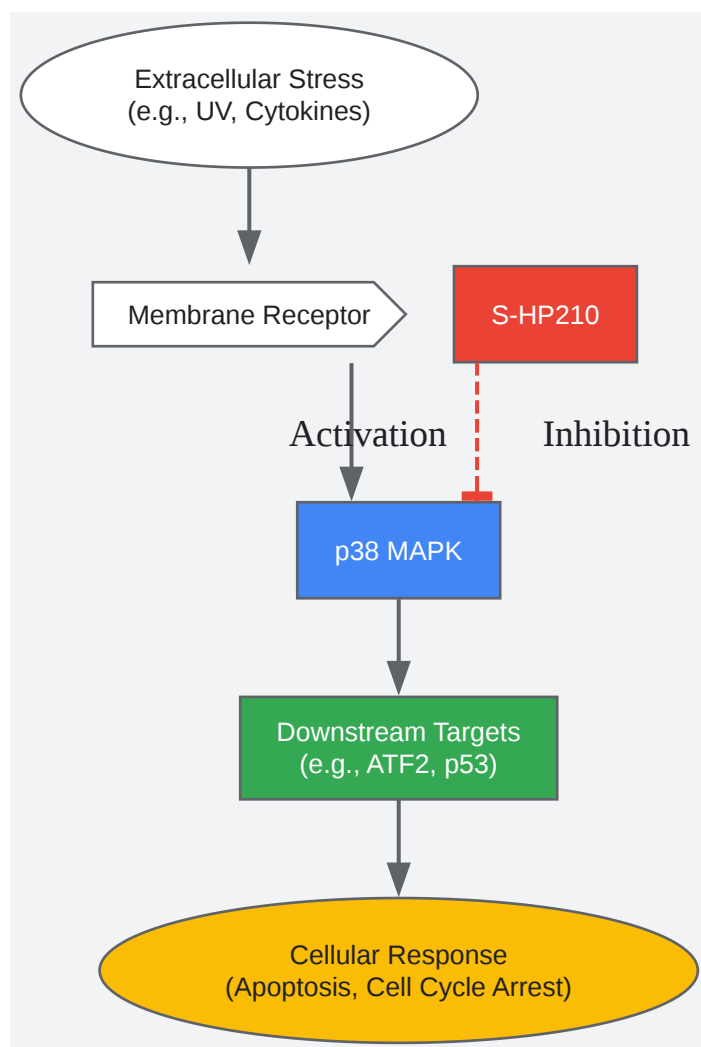 Extracellular Stress
(e.g., UV, Cytokines)
Membrane Receptor
S-HP210
Activation
Inhibition
p38 MAPK
Downstream Targets
(e.g., ATF2, p53)
Cellular Response
(Apoptosis, Cell Cycle Arrest)